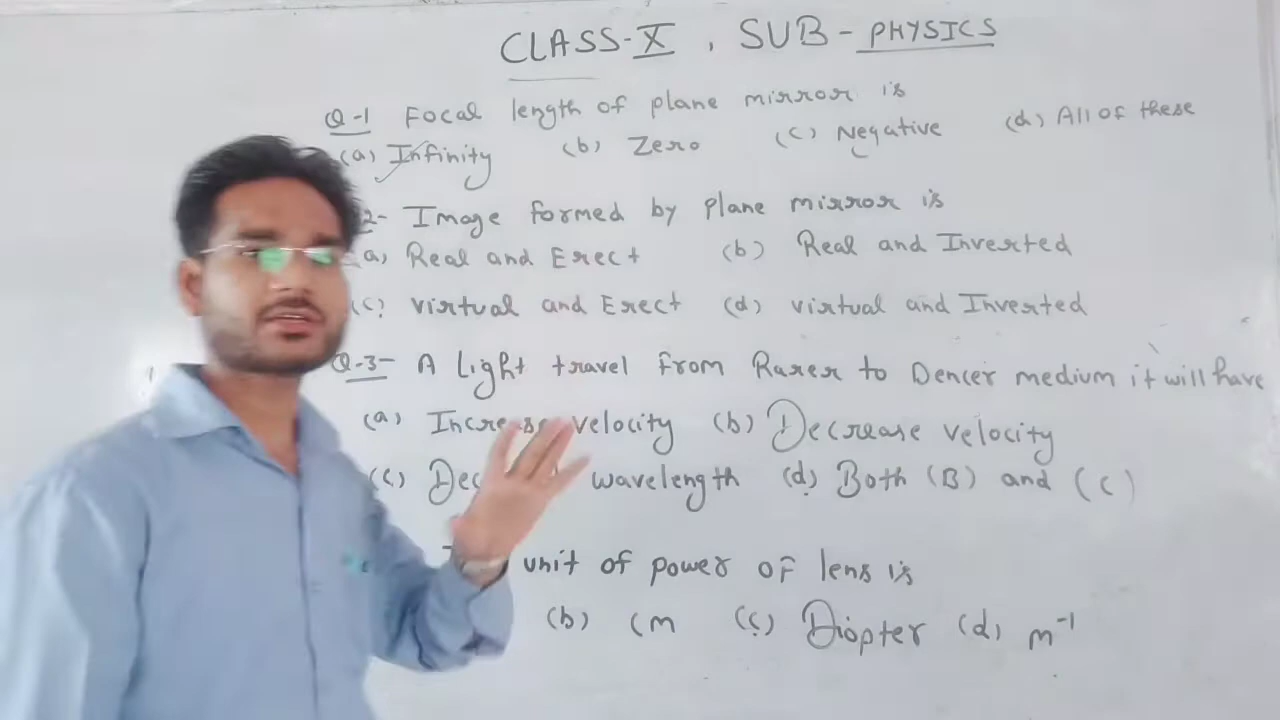 CLASS-X, SUB-PHYSICS
Q-1 Focal length of plane mirror is
(a) Infinity (b) Zero (c) Negative (d) All of these
2- Image formed by plane mirror is
a) Real and Erect (b) Real and Inverted
(c) virtual and Erect (d) virtual and Inverted
Q-3- A light travel from Rarer to Dencer medium it will have
(a) Increase velocity (b) Decrease velocity
(c) wavelength (d) Both (B) and (C)
unit of power of lens is
(b) cm (c) Diopter (d) m⁻¹